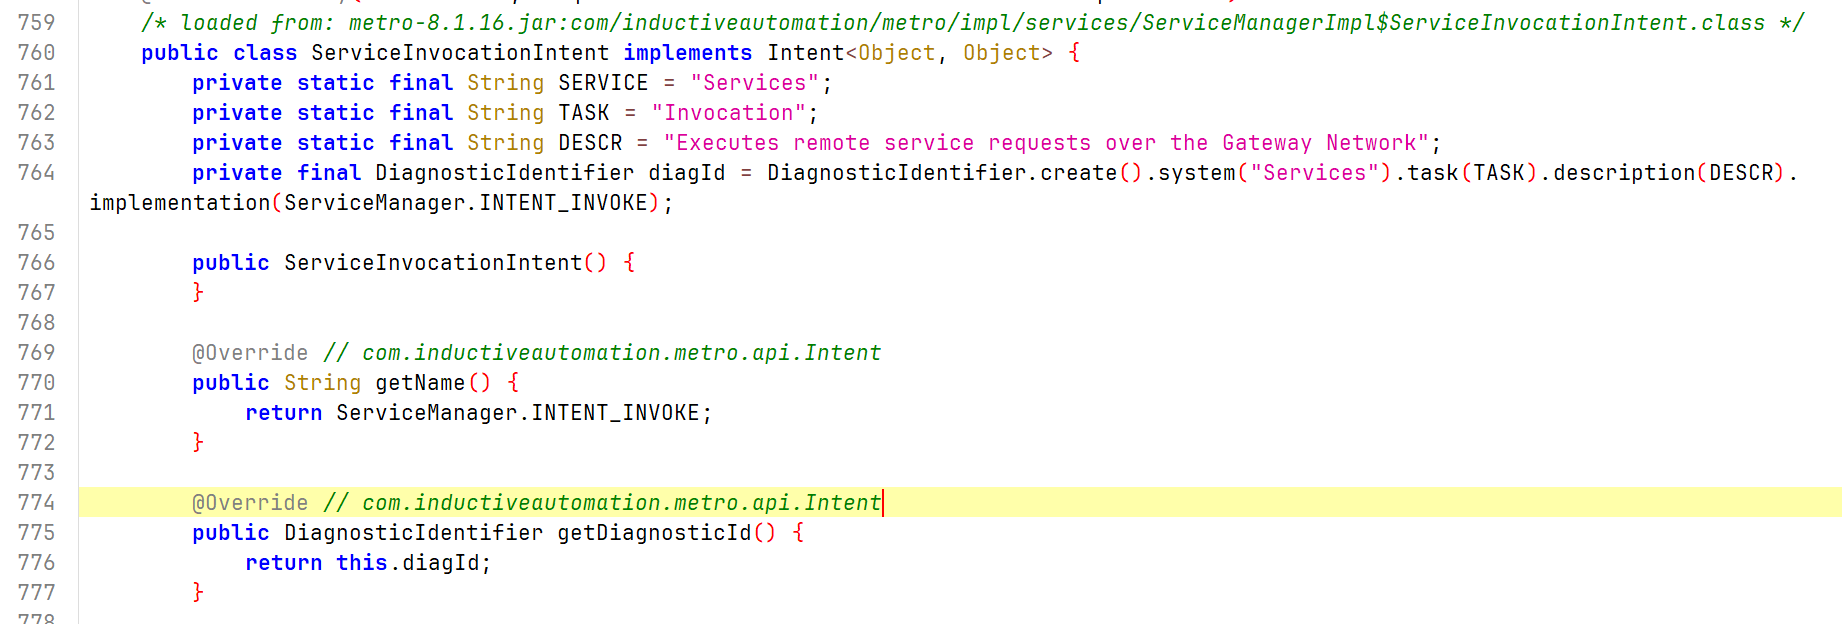 759 /* loaded from: metro-8.1.16.jar:com/inductiveautomation/metro/impl/services/ServiceManagerImpl$ServiceInvocationIntent.class */
760 public class ServiceInvocationIntent implements Intent<Object, Object> {
761 private static final String SERVICE = "Services";
762 private static final String TASK = "Invocation";
763 private static final String DESCR = "Executes remote service requests over the Gateway Network";
764 private final DiagnosticIdentifier diagId = DiagnosticIdentifier.create().system("Services").task(TASK).description(DESCR).
implementation(ServiceManager.INTENT_INVOKE);
765
766 public ServiceInvocationIntent() {
767 }
768
769 @Override // com.inductiveautomation.metro.api.Intent
770 public String getName() {
771 return ServiceManager.INTENT_INVOKE;
772 }
773
774 @Override // com.inductiveautomation.metro.api.Intent
775 public DiagnosticIdentifier getDiagnosticId() {
776 return this.diagId;
777 }
778